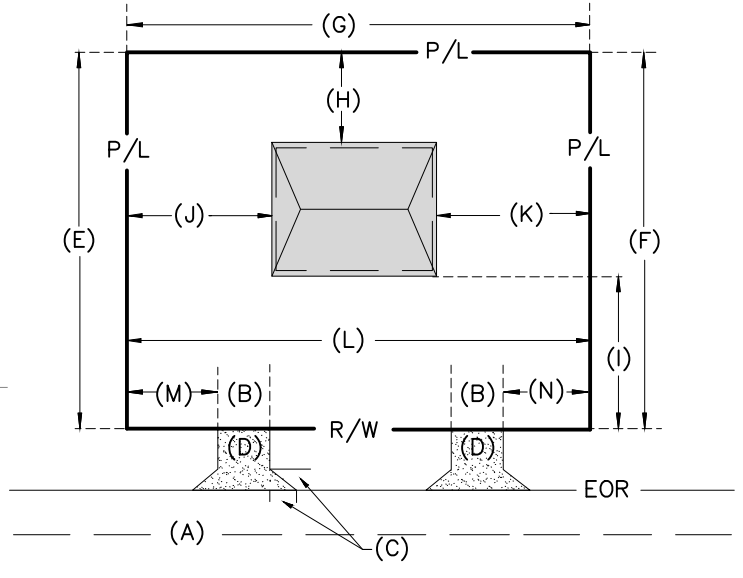 (G)
P/L
(H)
P/L
P/L
(J)
(K)
(E)
(F)
(L)
(I)
(M)
(B)
(B)
(N)
R/W
(D)
(D)
EOR
(A)
(C)